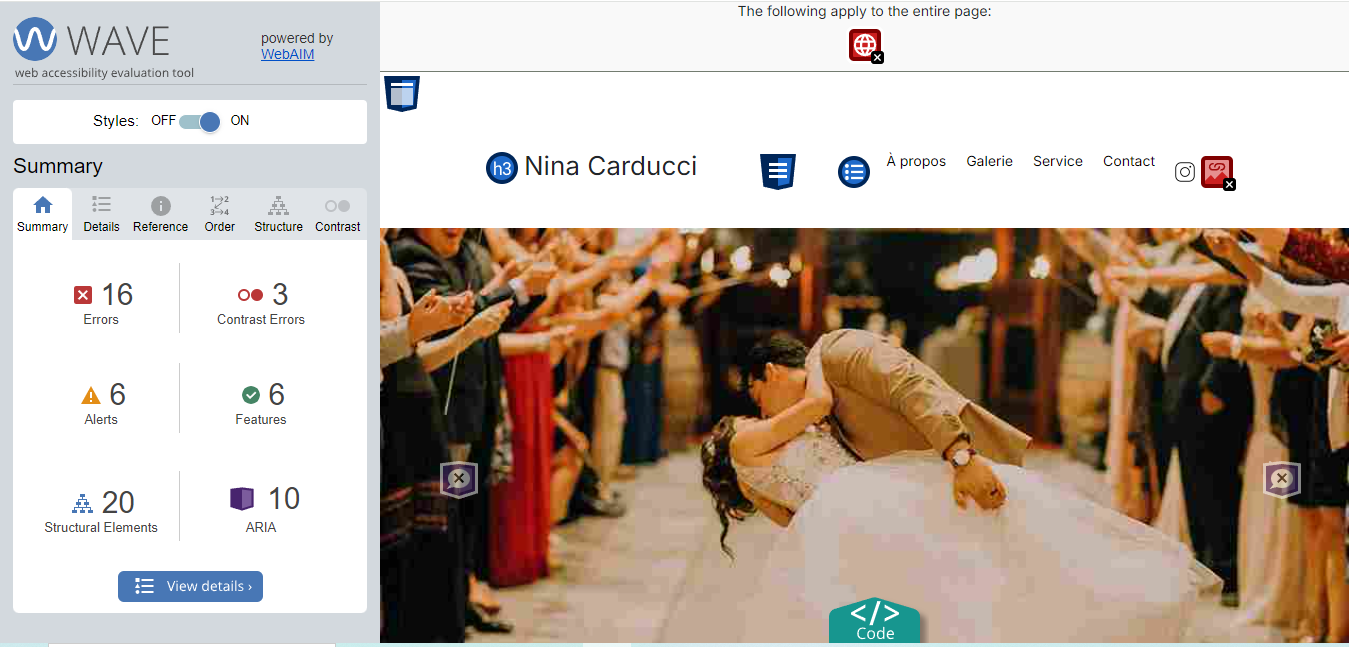 WAVE
web accessibility evaluation tool
powered by
WebAIM
Styles: OFF ON
Summary
Summary Details Reference Order Structure Contrast
16
Errors
3
Contrast Errors
6
Alerts
6
Features
20
Structural Elements
10
ARIA
View details ›
The following apply to the entire page:
h3 Nina Carducci
À propos Galerie Service Contact
</> 
Code